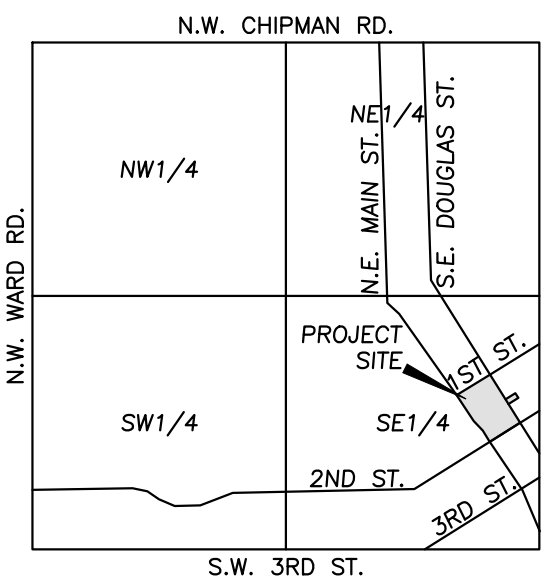 N.W. CHIPMAN RD.
NE1/4
NW1/4
N.E. MAIN ST.
S.E. DOUGLAS ST.
N.W. WARD RD.
PROJECT
SITE
1ST ST.
SW1/4
SE1/4
2ND ST.
3RD ST.
S.W. 3RD ST.